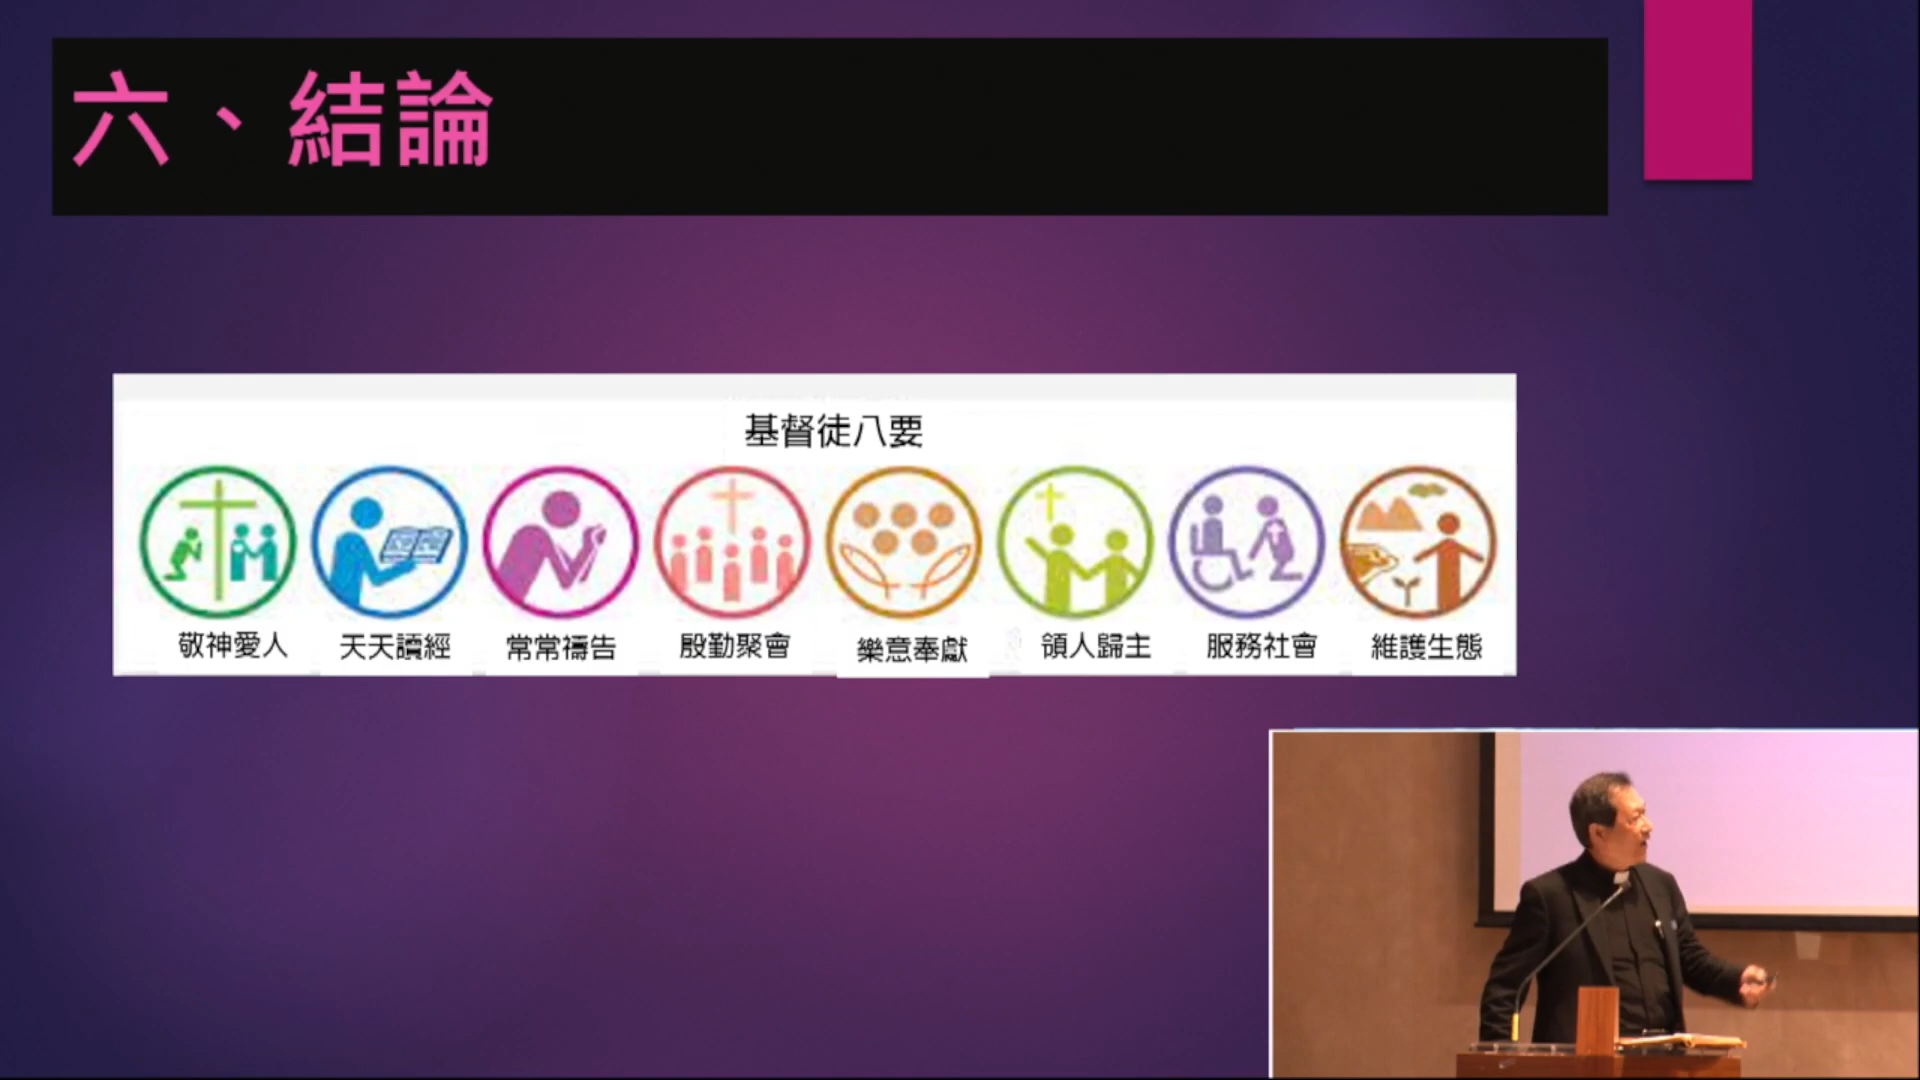 六、結論
基督徒八要
敬神愛人 天天讀經 常常禱告 殷勤聚會 樂意奉獻 領人歸主 服務社會 維護生態